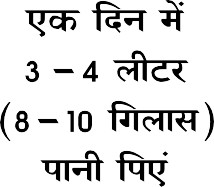 एक दिन में
3 – 4 लीटर
(8 – 10 गिलास)
पानी पिएं